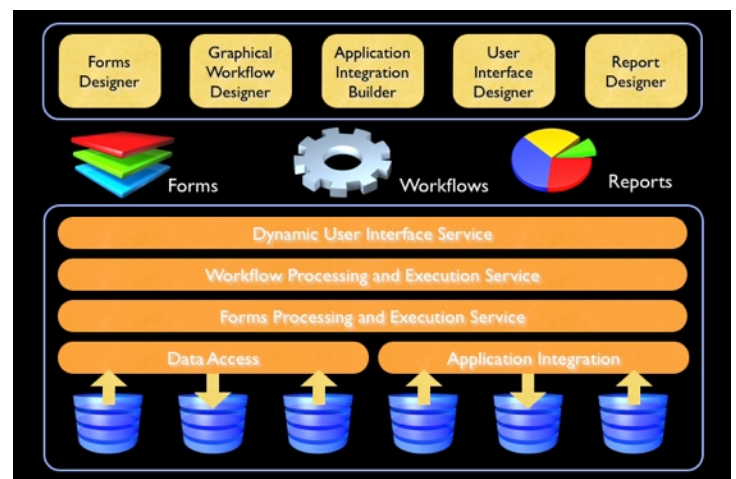 Forms
Designer
Graphical
Workflow
Designer
Application
Integration
Builder
User
Interface
Designer
Report
Designer
Forms
Workflows
Reports
Dynamic User Interface Service
Workflow Processing and Execution Service
Forms Processing and Execution Service
Data Access
Application Integration